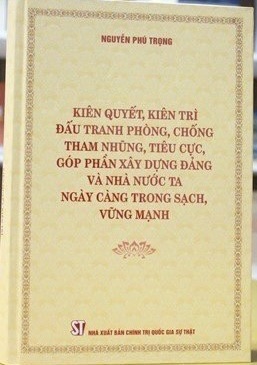 NGUYỄN PHÚ TRỌNG
KIÊN QUYẾT, KIÊN TRÌ
ĐẤU TRANH PHÒNG, CHỐNG
THAM NHŨNG, TIÊU CỰC,
GÓP PHẦN XÂY DỰNG ĐẢNG
VÀ NHÀ NƯỚC TA
NGÀY CÀNG TRONG SẠCH,
VỮNG MẠNH
ST NHÀ XUẤT BẢN CHÍNH TRỊ QUỐC GIA SỰ THẬT